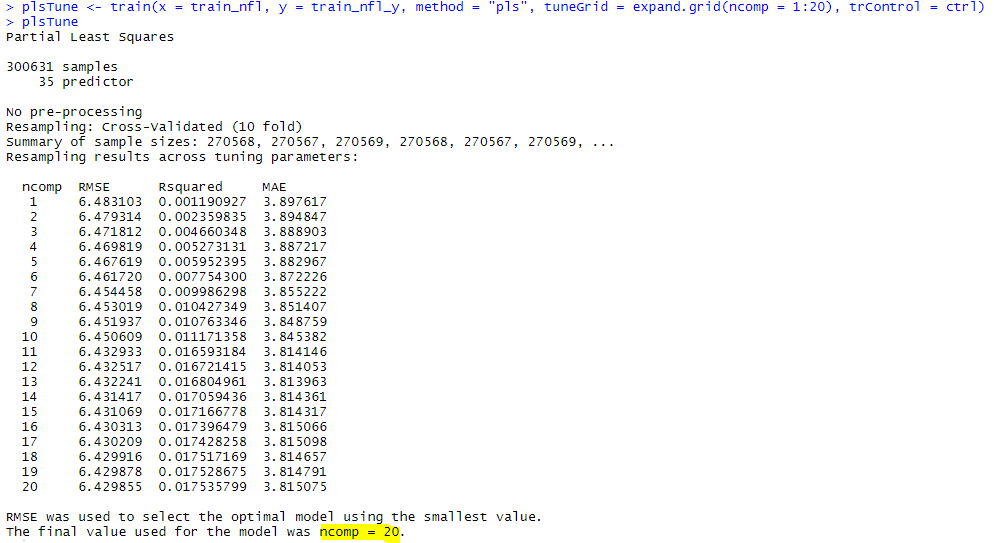 > plsTune <- train(x = train_nfl, y = train_nfl_y, method = "pls", tuneGrid = expand.grid(ncomp = 1:20), trControl = ctrl)
> plsTune
Partial Least Squares
300631 samples
35 predictor
No pre-processing
Resampling: Cross-Validated (10 fold)
Summary of sample sizes: 270568, 270567, 270569, 270568, 270567, 270569, ...
Resampling results across tuning parameters:
ncomp RMSE Rsquared MAE
1 6.483103 0.001190927 3.897617
2 6.479314 0.002359835 3.894847
3 6.471812 0.004660348 3.888903
4 6.469819 0.005273131 3.887217
5 6.467619 0.005952395 3.882967
6 6.461720 0.007754300 3.872226
7 6.454458 0.009986298 3.855222
8 6.453019 0.010427349 3.851407
9 6.451937 0.010763346 3.848759
10 6.450609 0.011171358 3.845382
11 6.432933 0.016593184 3.814146
12 6.432517 0.016721415 3.814053
13 6.432241 0.016804961 3.813963
14 6.431417 0.017059436 3.814361
15 6.431069 0.017166778 3.814317
16 6.430313 0.017396479 3.815066
17 6.430209 0.017428258 3.815098
18 6.429916 0.017517169 3.814657
19 6.429878 0.017528675 3.814791
20 6.429855 0.017535799 3.815075
RMSE was used to select the optimal model using the smallest value.
The final value used for the model was ncomp = 20.